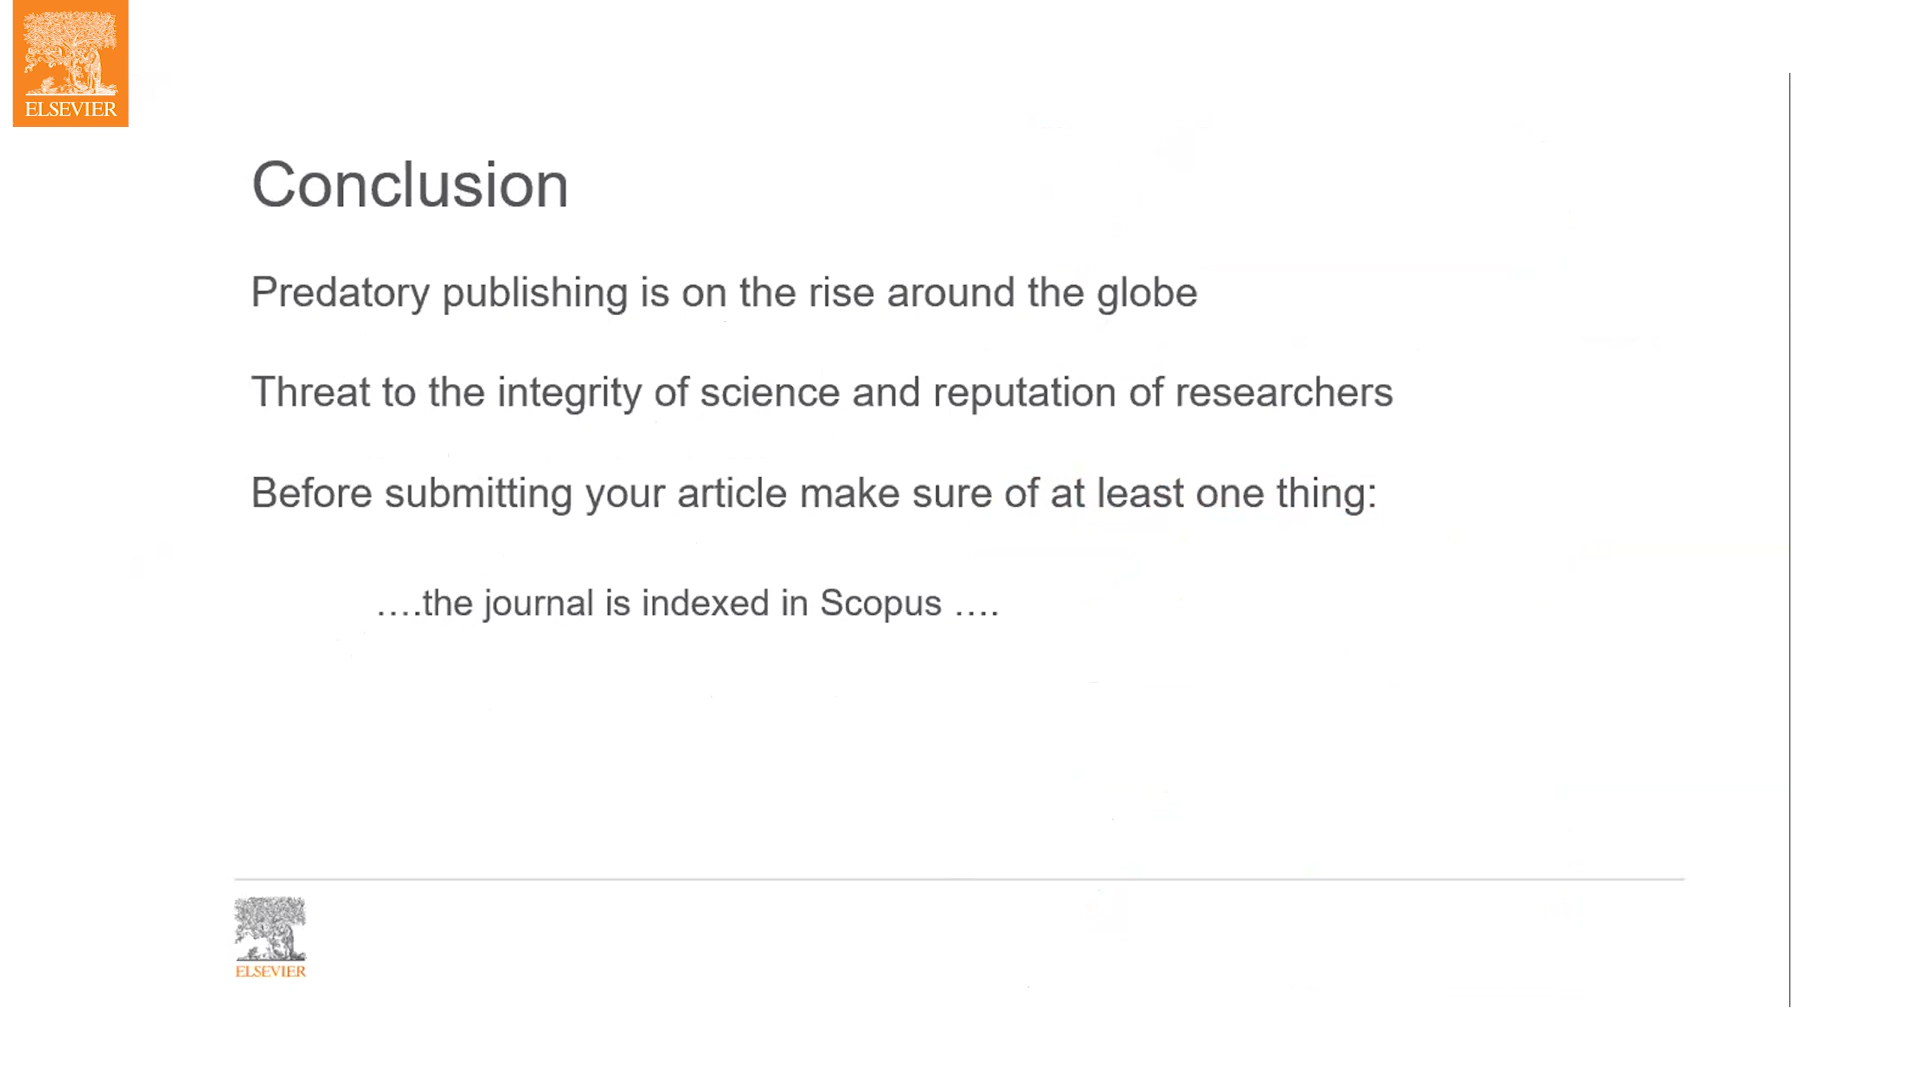 ELSEVIER
Conclusion
Predatory publishing is on the rise around the globe
Threat to the integrity of science and reputation of researchers
Before submitting your article make sure of at least one thing:
....the journal is indexed in Scopus ....
ELSEVIER